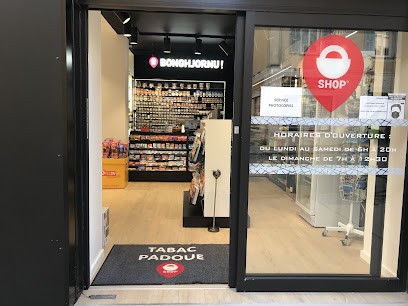 BONGHJORNU !
SHOP
SERVICE
PHOTOCOPIES
HORAIRES D'OUVERTURE :
DU LUNDI AU SAMEDI DE 6H À 20H
LE DIMANCHE DE 7H À 12H30
TABAC
PADOUE